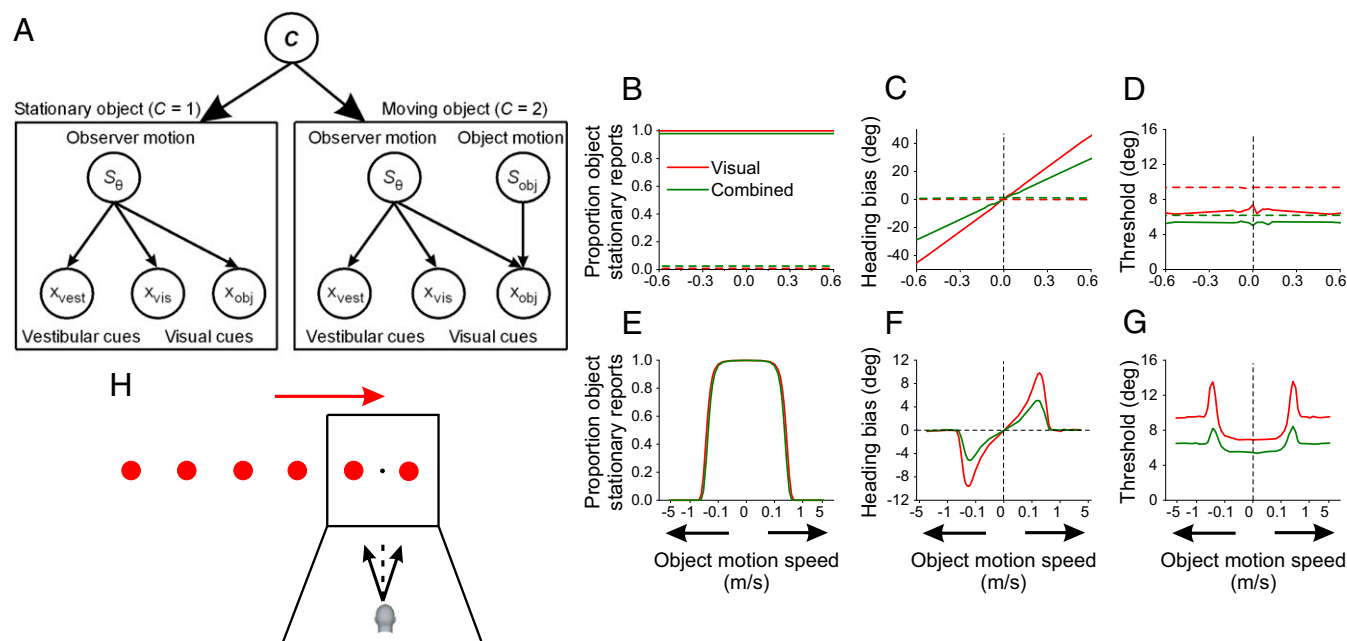 A
C
Stationary object (C = 1)
Moving object (C = 2)
Observer motion
Observer motion
Object motion
Sθ
Sθ
Sobj
xvest
xvis
xobj
xvest
xvis
xobj
Vestibular cues
Visual cues
Vestibular cues
Visual cues
B
Proportion object
stationary reports
1.0
0.8
0.6
0.4
0.2
0.0
Visual
Combined
-0.6
-0.3
0.0
0.3
0.6
C
Heading bias (deg)
40
20
0
-20
-40
-0.6
-0.3
0.0
0.3
0.6
D
Threshold (deg)
16
12
8
4
0
-0.6
-0.3
0.0
0.3
0.6
E
Proportion object
stationary reports
1.0
0.8
0.6
0.4
0.2
0.0
-5
-1
-0.1
0
0.1
1
5
Object motion speed
(m/s)
F
Heading bias (deg)
12
8
4
0
-4
-8
-12
-5
-1
-0.1
0
0.1
1
5
Object motion speed
(m/s)
G
Threshold (deg)
16
12
8
4
0
-5
-1
-0.1
0
0.1
1
5
Object motion speed
(m/s)
H